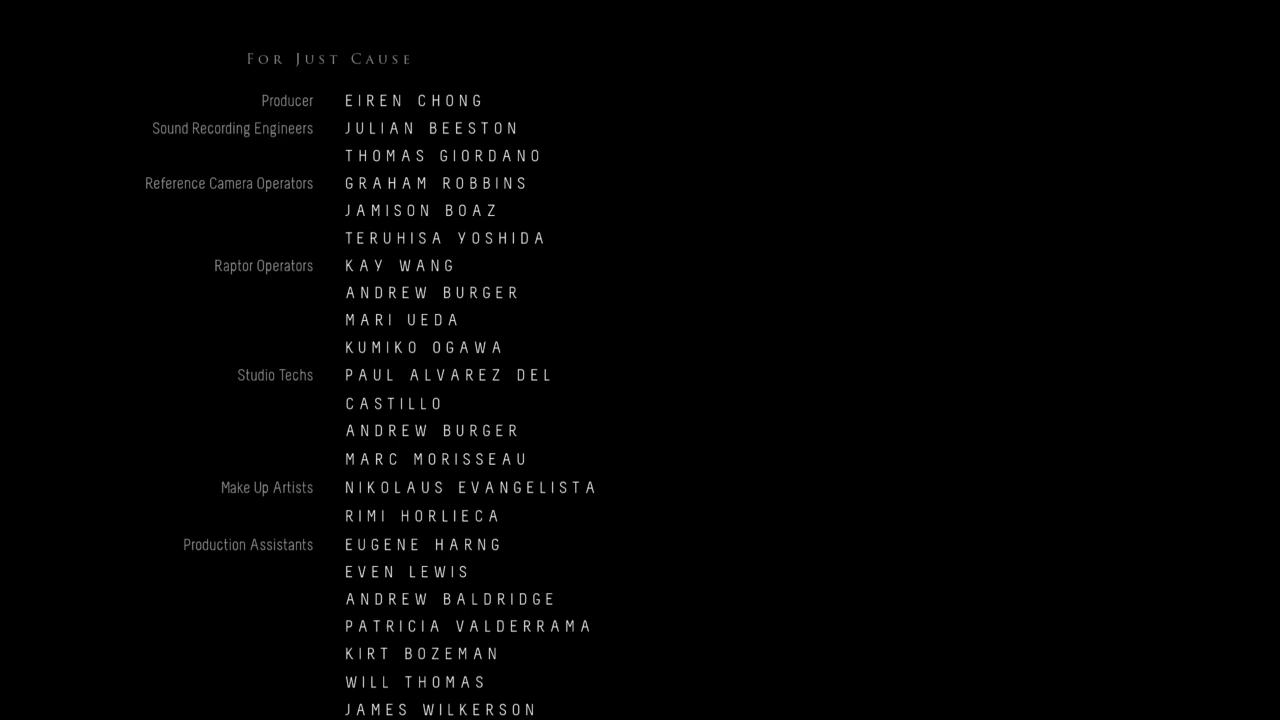 For Just Cause
Producer EIREN CHONG
Sound Recording Engineers JULIAN BEESTON
THOMAS GIORDANO
Reference Camera Operators GRAHAM ROBBINS
JAMISON BOAZ
TERUHISA YOSHIDA
Raptor Operators KAY WANG
ANDREW BURGER
MARI UEDA
KUMIKO OGAWA
Studio Techs PAUL ALVAREZ DEL
CASTILLO
ANDREW BURGER
MARC MORISSEAU
Make Up Artists NIKOLAUS EVANGELISTA
RIMI HORLIECA
Production Assistants EUGENE HARNG
EVEN LEWIS
ANDREW BALDRIDGE
PATRICIA VALDERRAMA
KIRT BOZEMAN
WILL THOMAS
JAMES WILKERSON